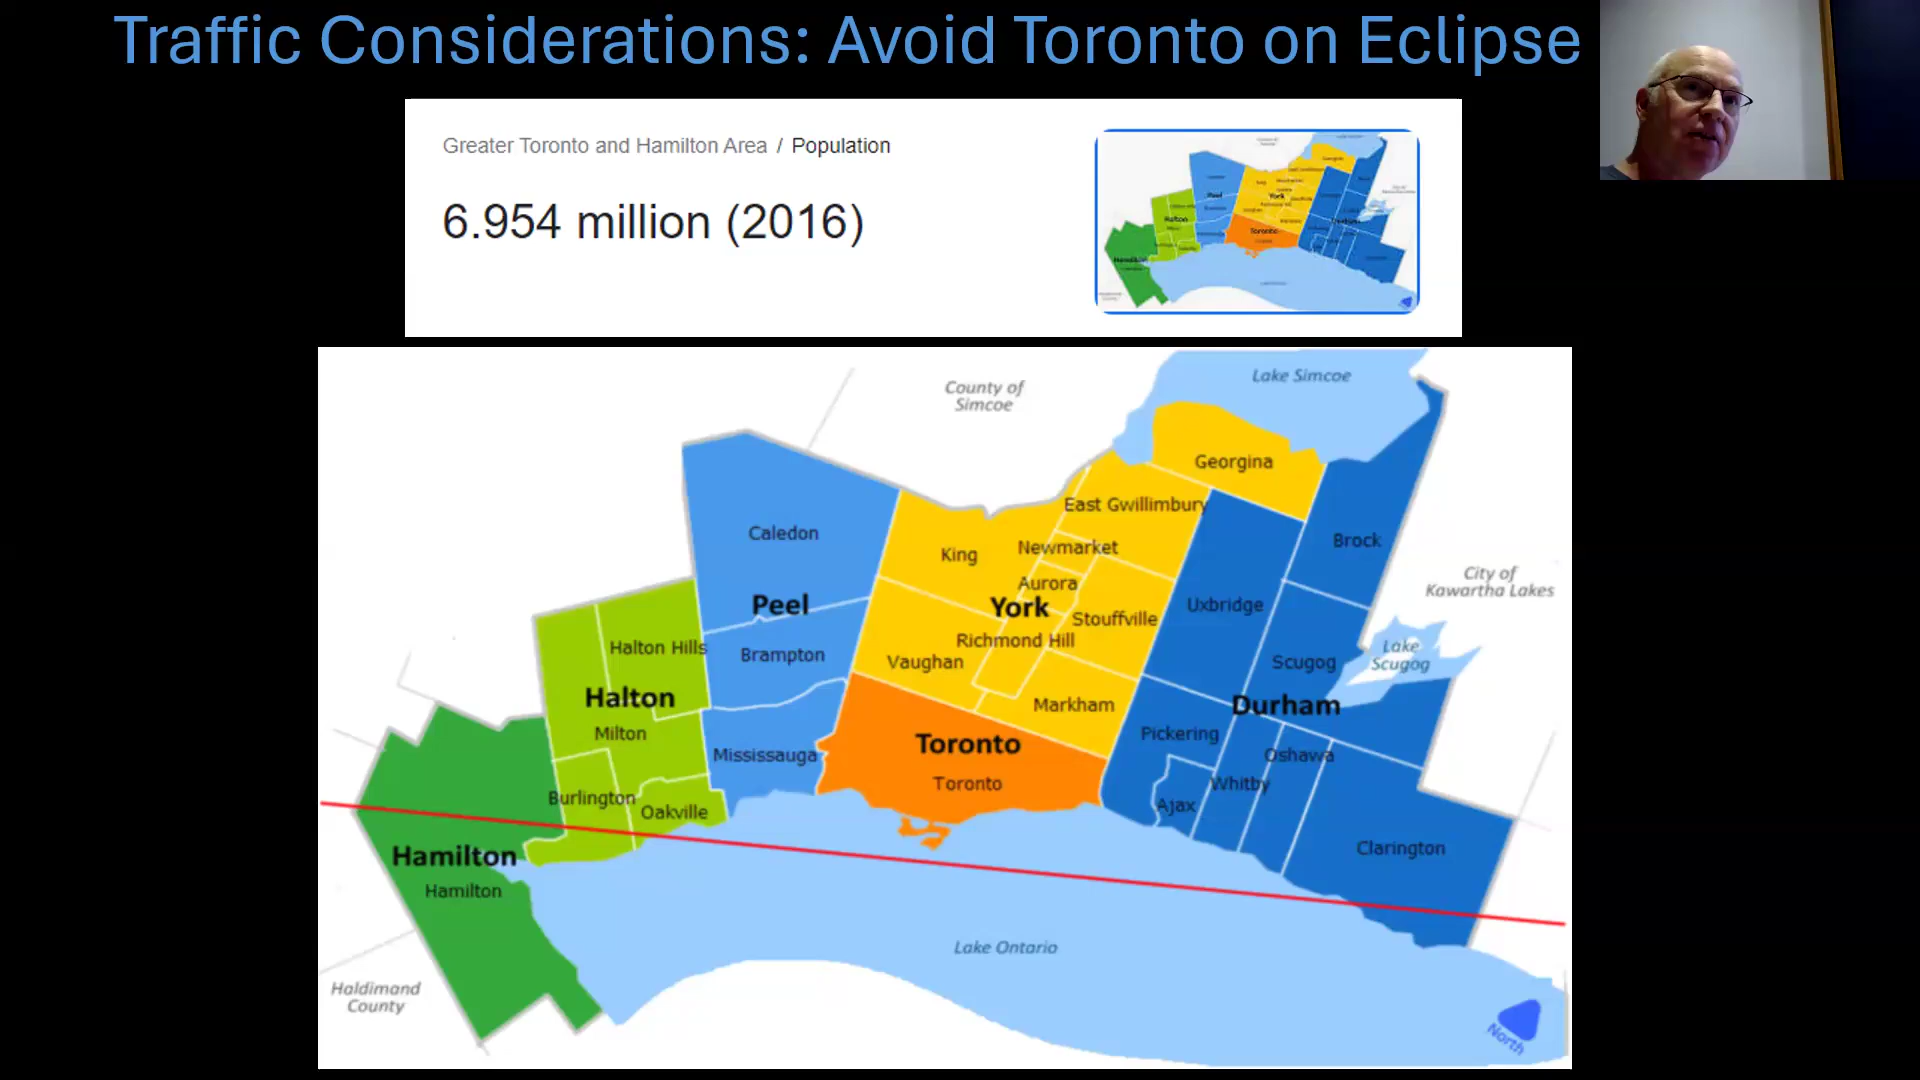 Traffic Considerations: Avoid Toronto on Eclipse
Greater Toronto and Hamilton Area / Population
6.954 million (2016)
County of
Simcoe
Lake Simcoe
Georgina
East Gwillimbury
Caledon
King
Newmarket
Brock
Aurora
City of
Kawartha Lakes
Peel
York
Uxbridge
Stouffville
Richmond Hill
Halton Hills
Brampton
Vaughan
Scugog
Lake
Scugog
Halton
Markham
Durham
Milton
Pickering
Toronto
Mississauga
Oshawa
Toronto
Whitby
Burlington
Oakville
Ajax
Hamilton
Clarington
Hamilton
Lake Ontario
Haldimand
County
North